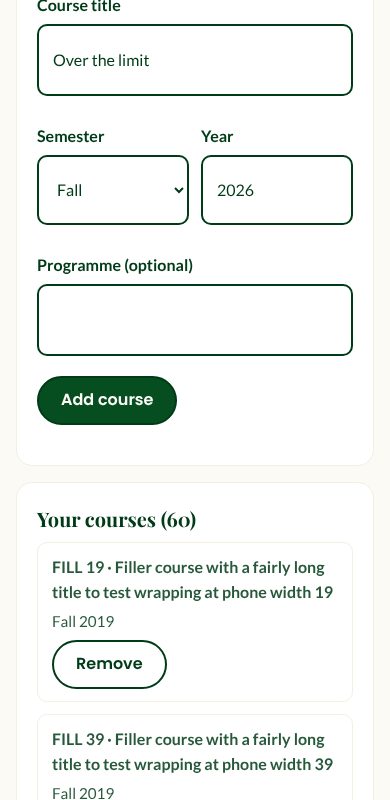 Course title
Over the limit
Semester
Year
Fall
2026
Programme (optional)
Add course
Your courses (60)
FILL 19 · Filler course with a fairly long
title to test wrapping at phone width 19
Fall 2019
Remove
FILL 39 · Filler course with a fairly long
title to test wrapping at phone width 39
Fall 2019